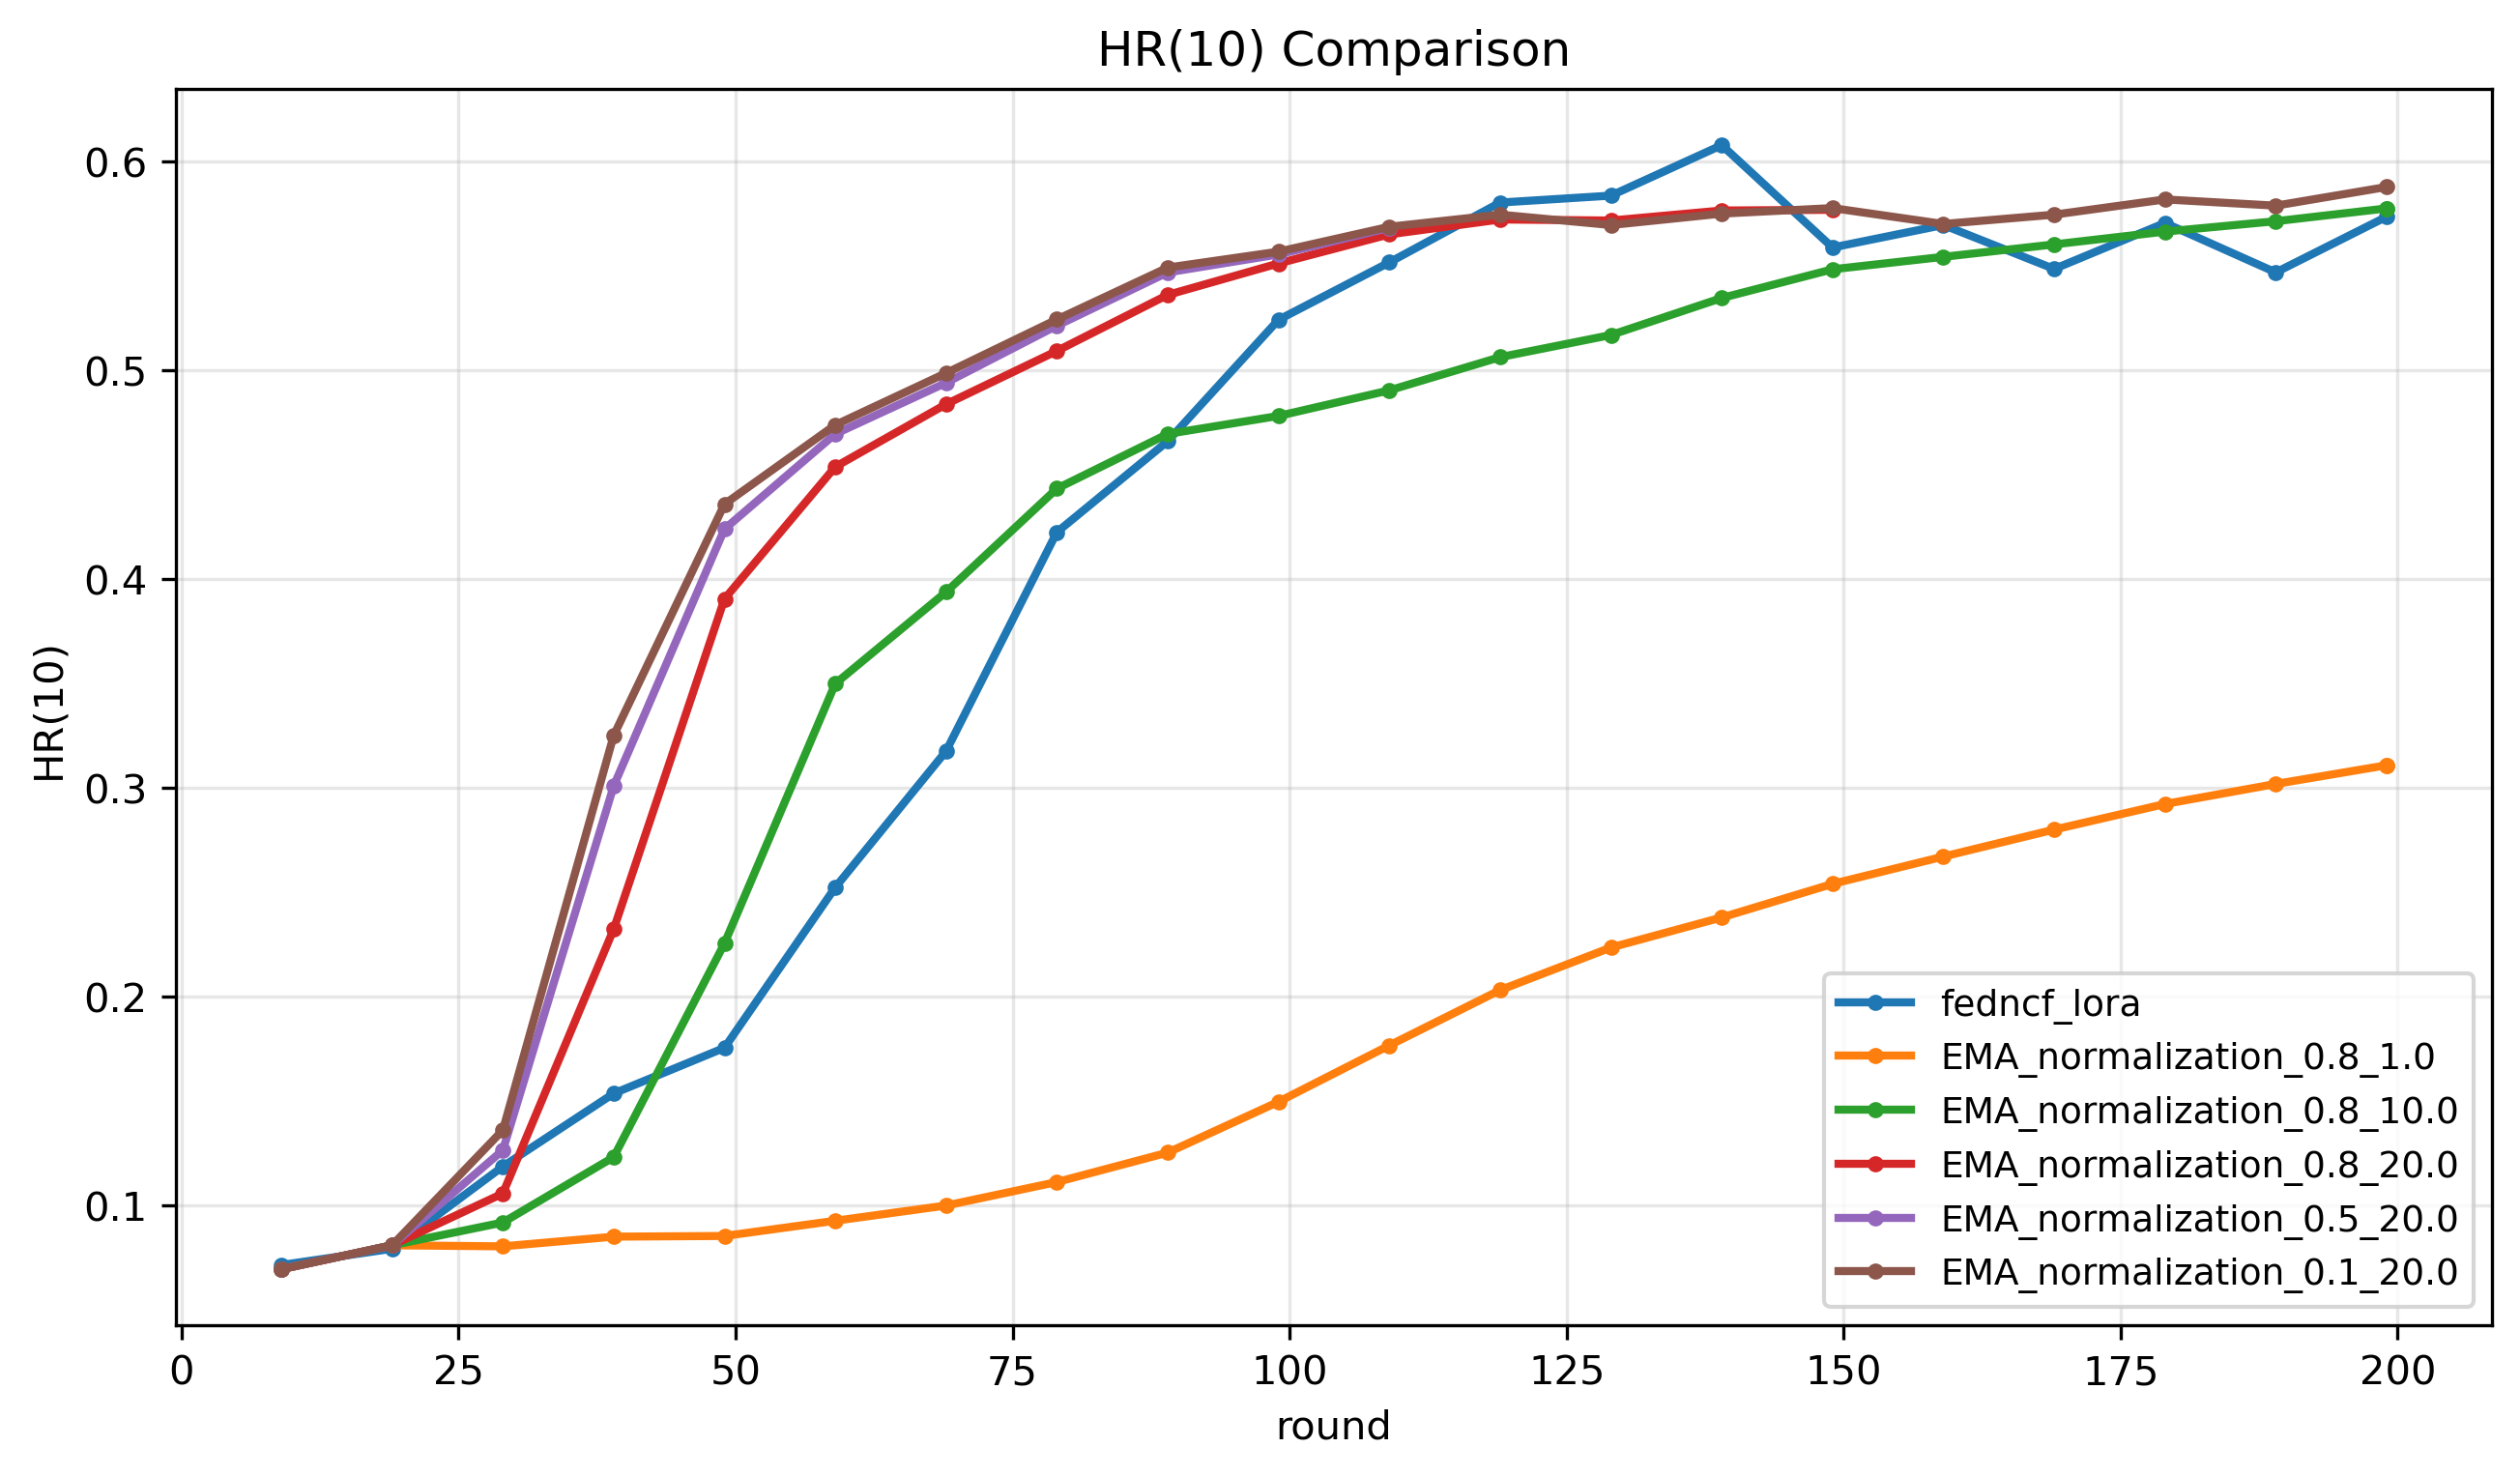 HR(10) Comparison
HR(10)
0.6
0.5
0.4
0.3
0.2
0.1
0 25 50 75 100 125 150 175 200
round
fedncf_lora
EMA_normalization_0.8_1.0
EMA_normalization_0.8_10.0
EMA_normalization_0.8_20.0
EMA_normalization_0.5_20.0
EMA_normalization_0.1_20.0